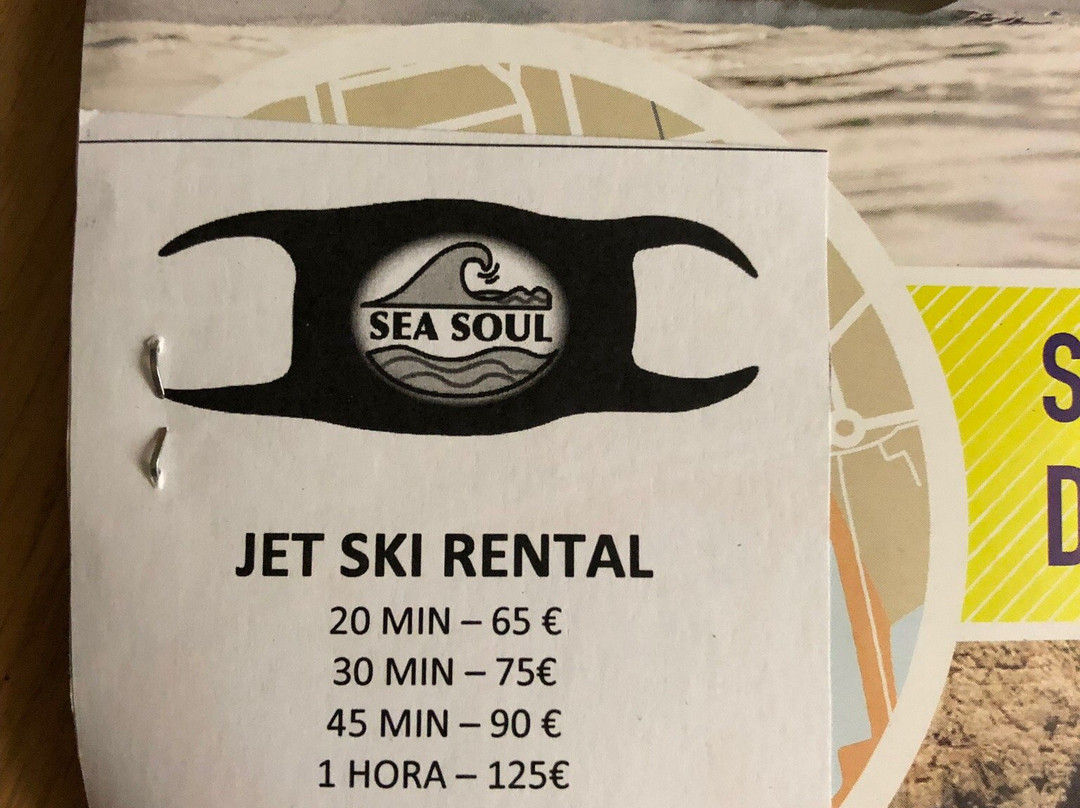 SEA SOUL
JET SKI RENTAL
20 MIN – 65 €
30 MIN – 75€
45 MIN – 90 €
1 HORA – 125€
S
D